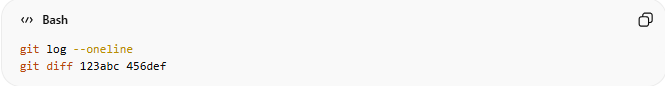 Bash
git log --oneline
git diff 123abc 456def